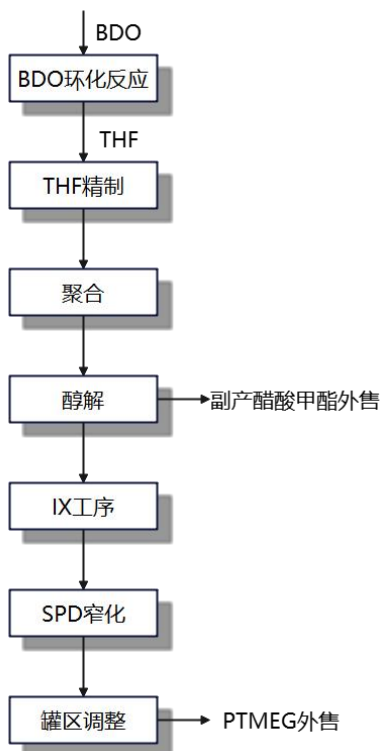 BDO
BDO环化反应
THF
THF精制
聚合
醇解
副产醋酸甲酯外售
IX工序
SPD窄化
罐区调整
PTMEG外售